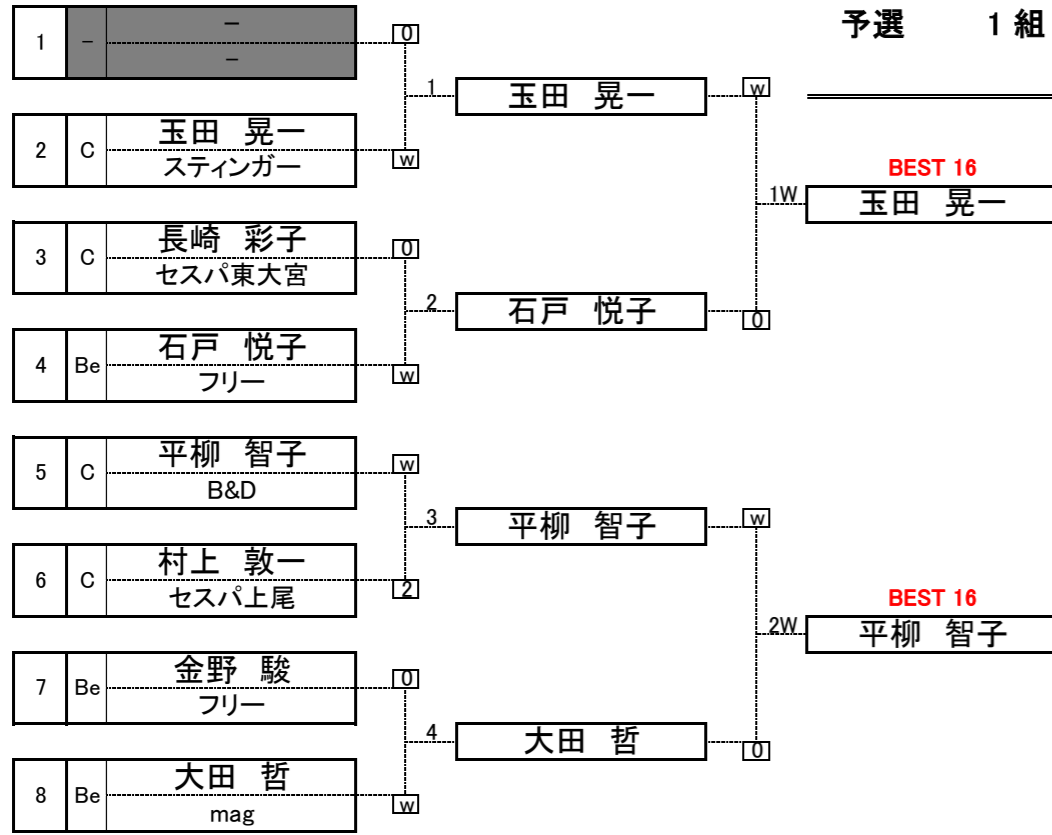 予選 1 組
1 - -
-
0
2 C 玉田 晃一
スティンガー
w
1 玉田 晃一 w
3 C 長崎 彩子
セスパ東大宮
0
4 Be 石戸 悦子
フリー
w
2 石戸 悦子 0
BEST 16
1W 玉田 晃一
5 C 平柳 智子
B&D
w
6 C 村上 敦一
セスパ上尾
2
3 平柳 智子 w
7 Be 金野 駿
フリー
0
8 Be 大田 哲
mag
w
4 大田 哲 0
BEST 16
2W 平柳 智子